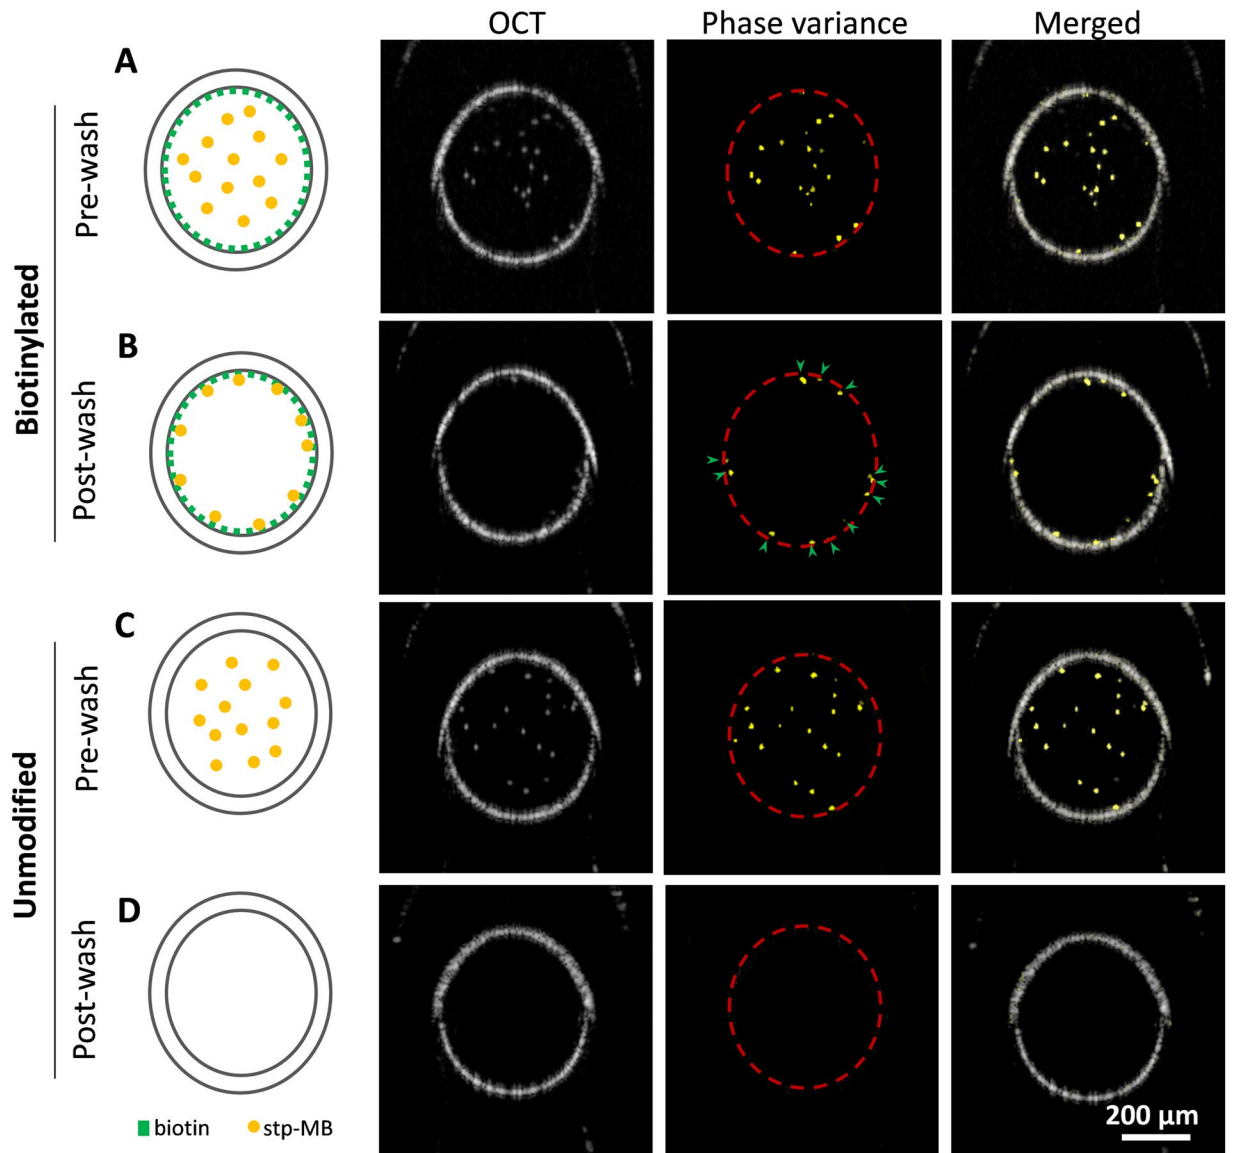 OCT
Phase variance
Merged
A
Pre-wash
Biotinylated
B
Post-wash
C
Pre-wash
Unmodified
D
Post-wash
200 µm
biotin
stp-MB